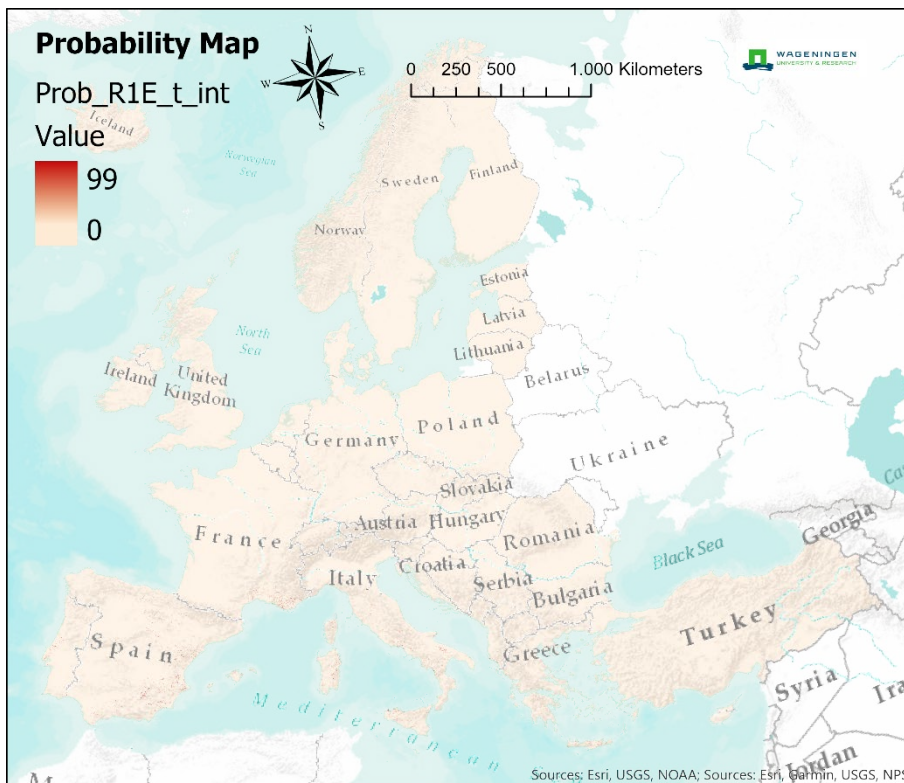 Probability Map
Prob_R1E_t_int
Value
99
0
N
W
E
S
0 250 500 1.000 Kilometers
WAGENINGEN
UNIVERSITY & RESEARCH
Iceland
Norwegian
Sea
Sweden
Finland
Norway
Estonia
North
Sea
Latvia
Lithuania
Ireland
United
Kingdom
Belarus
Poland
Germany
Ukraine
Slovakia
Austria
Hungary
France
Romania
Georgia
Black Sea
Croatia
Italy
Serbia
Bulgaria
Spain
Turkey
Greece
Syria
Mediterranean
Jordan
Sources: Esri, USGS, NOAA; Sources: Esri, Garmin, USGS, NPS